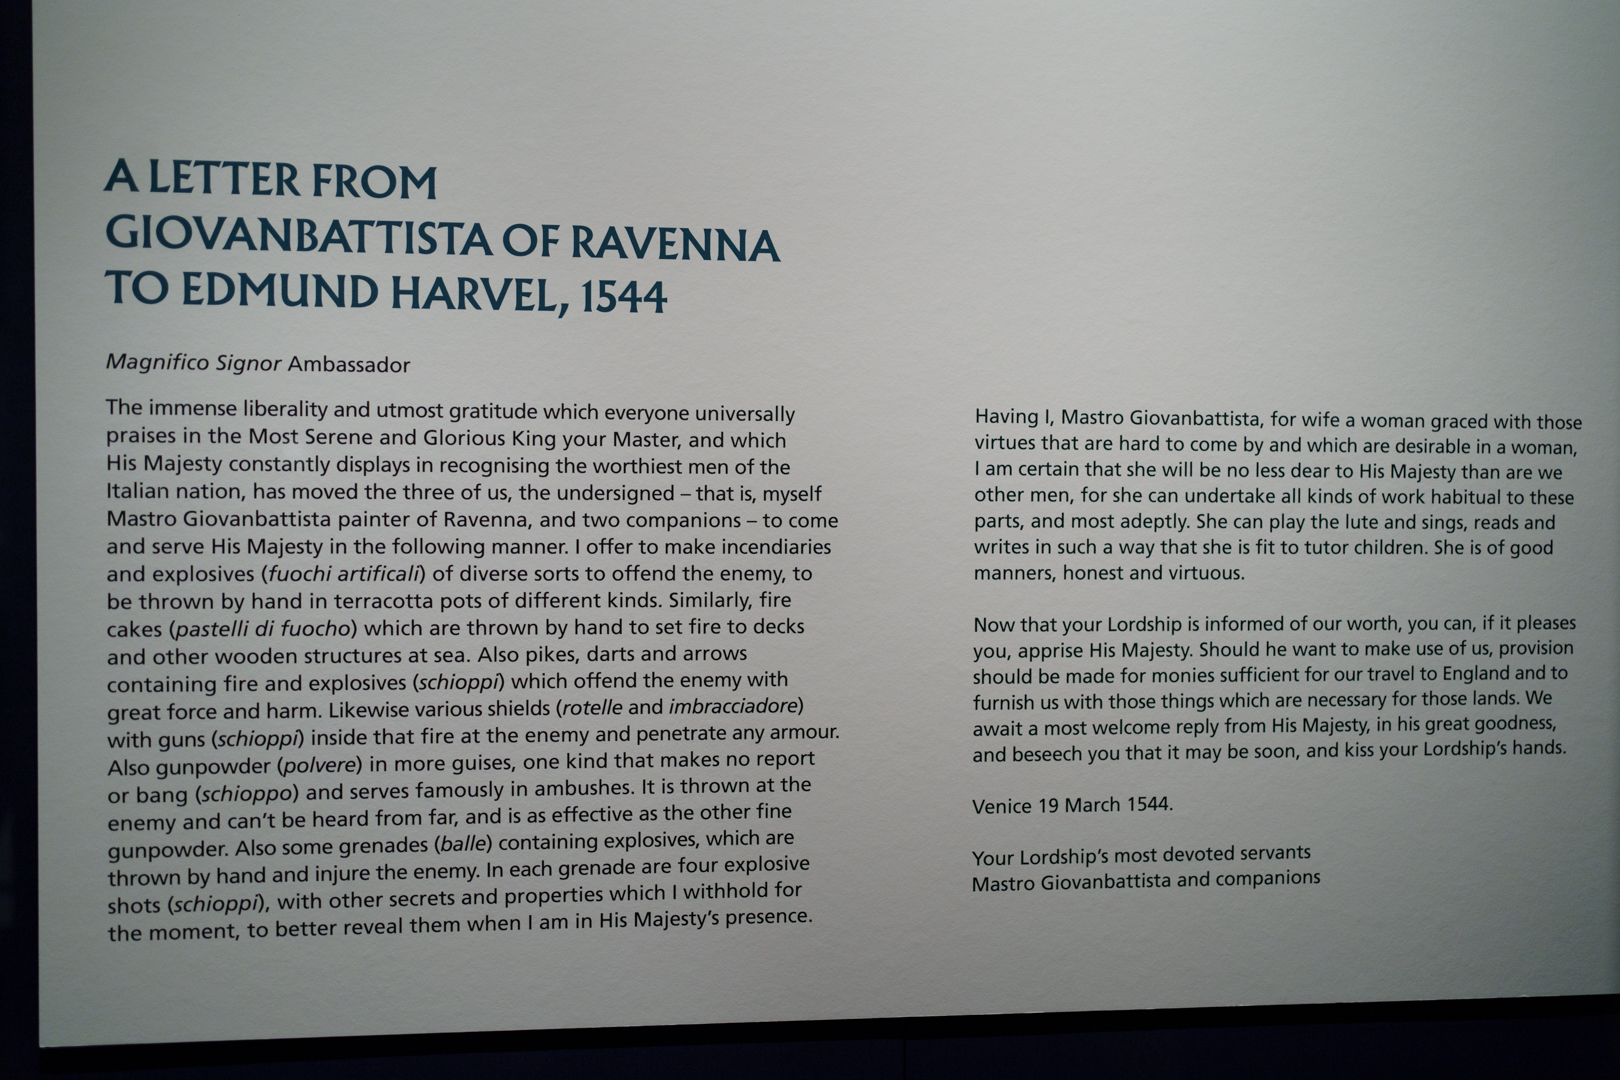 A LETTER FROM
GIOVANBATTISTA OF RAVENNA
TO EDMUND HARVEL, 1544
Magnifico Signor Ambassador
The immense liberality and utmost gratitude which everyone universally
praises in the Most Serene and Glorious King your Master, and which
His Majesty constantly displays in recognising the worthiest men of the
Italian nation, has moved the three of us, the undersigned – that is, myself
Mastro Giovanbattista painter of Ravenna, and two companions – to come
and serve His Majesty in the following manner. I offer to make incendiaries
and explosives (fuochi artificali) of diverse sorts to offend the enemy, to
be thrown by hand in terracotta pots of different kinds. Similarly, fire
cakes (pastelli di fuocho) which are thrown by hand to set fire to decks
and other wooden structures at sea. Also pikes, darts and arrows
containing fire and explosives (schioppi) which offend the enemy with
great force and harm. Likewise various shields (rotelle and imbracciadore)
with guns (schioppi) inside that fire at the enemy and penetrate any armour.
Also gunpowder (polvere) in more guises, one kind that makes no report
or bang (schioppo) and serves famously in ambushes. It is thrown at the
enemy and can't be heard from far, and is as effective as the other fine
gunpowder. Also some grenades (balle) containing explosives, which are
thrown by hand and injure the enemy. In each grenade are four explosive
shots (schioppi), with other secrets and properties which I withhold for
the moment, to better reveal them when I am in His Majesty's presence.
Having I, Mastro Giovanbattista, for wife a woman graced with those
virtues that are hard to come by and which are desirable in a woman,
I am certain that she will be no less dear to His Majesty than are we
other men, for she can undertake all kinds of work habitual to these
parts, and most adeptly. She can play the lute and sings, reads and
writes in such a way that she is fit to tutor children. She is of good
manners, honest and virtuous.
Now that your Lordship is informed of our worth, you can, if it pleases
you, apprise His Majesty. Should he want to make use of us, provision
should be made for monies sufficient for our travel to England and to
furnish us with those things which are necessary for those lands. We
await a most welcome reply from His Majesty, in his great goodness,
and beseech you that it may be soon, and kiss your Lordship's hands.
Venice 19 March 1544.
Your Lordship's most devoted servants
Mastro Giovanbattista and companions